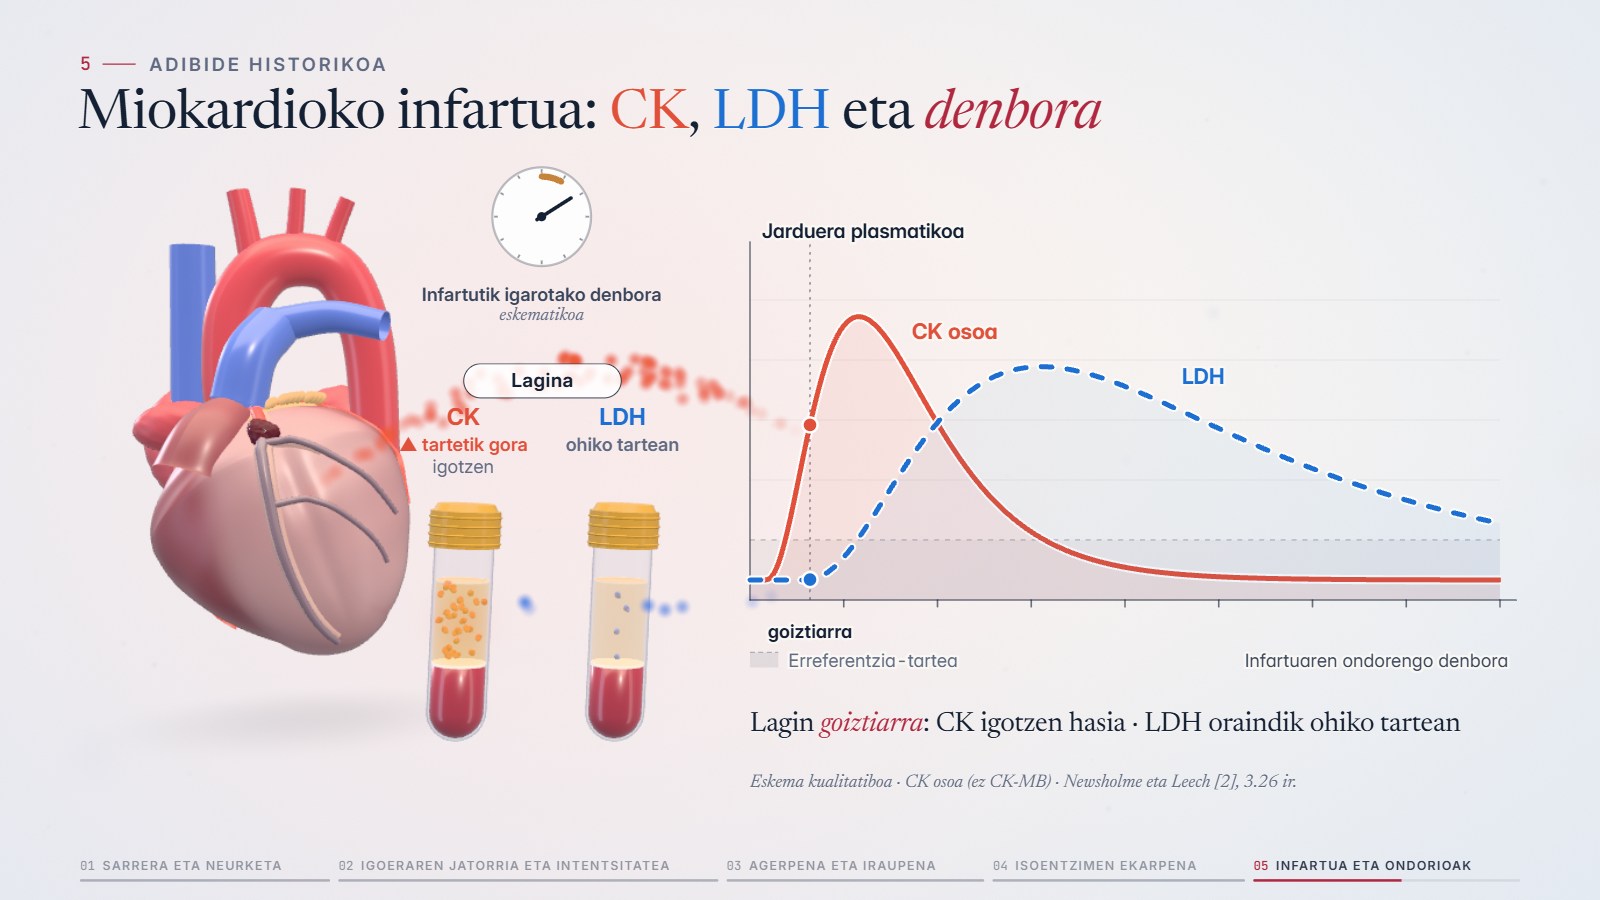 5 — ADIBIDE HISTORIKOA
Miokardioko infartua: CK, LDH eta denbora
Infartutik igarotako denbora
eskematikoa
Lagina
CK
▲ tartetik gora
igotzen
LDH
ohiko tartean
Jarduera plasmatikoa
CK osoa
LDH
goiztiarra
Erreferentzia-tartea
Infartuaren ondorengo denbora
Lagin goiztiarra: CK igotzen hasia · LDH oraindik ohiko tartean
Eskema kualitatiboa · CK osoa (ez CK-MB) · Newsholme eta Leech [2], 3.26 ir.
01 SARRERA ETA NEURKETA
02 IGOERAREN JATORRIA ETA INTENTSITATEA
03 AGERPENA ETA IRAUPENA
04 ISOENTZIMEN EKARPENA
05 INFARTUA ETA ONDORIOAK